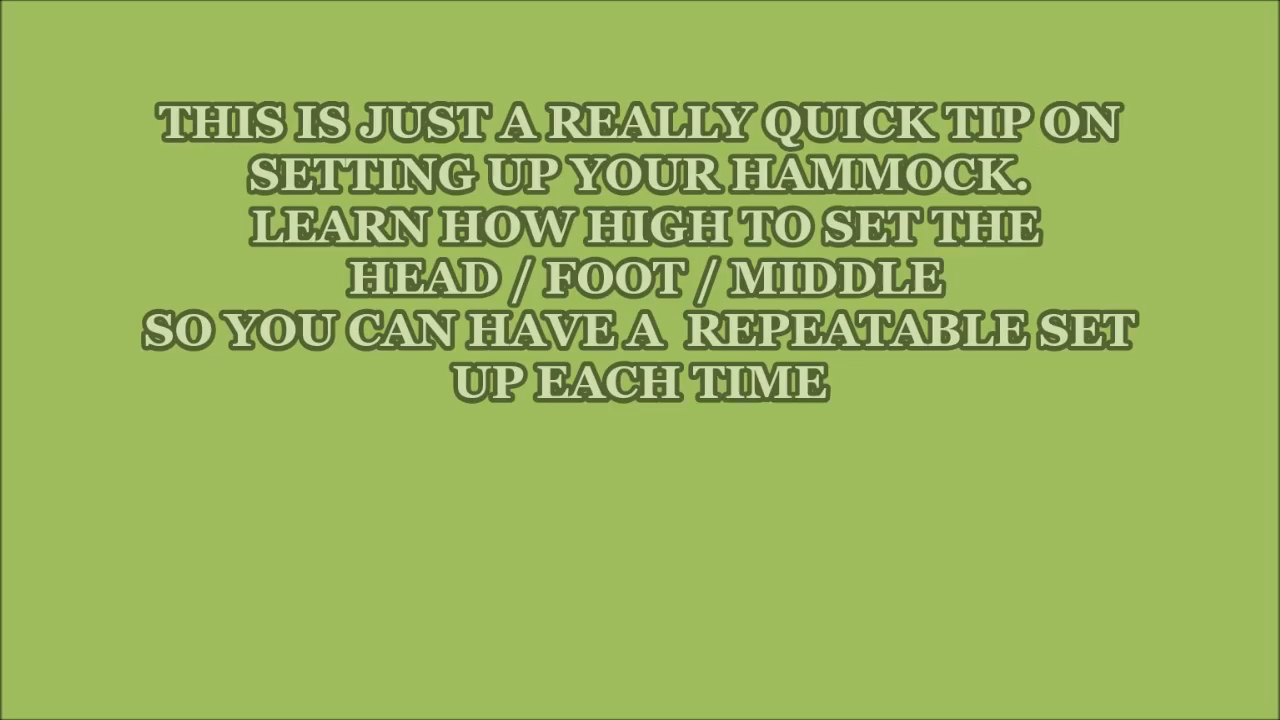 THIS IS JUST A REALLY QUICK TIP ON
SETTING UP YOUR HAMMOCK.
LEARN HOW HIGH TO SET THE
HEAD / FOOT / MIDDLE
SO YOU CAN HAVE A  REPEATABLE SET
UP EACH TIME